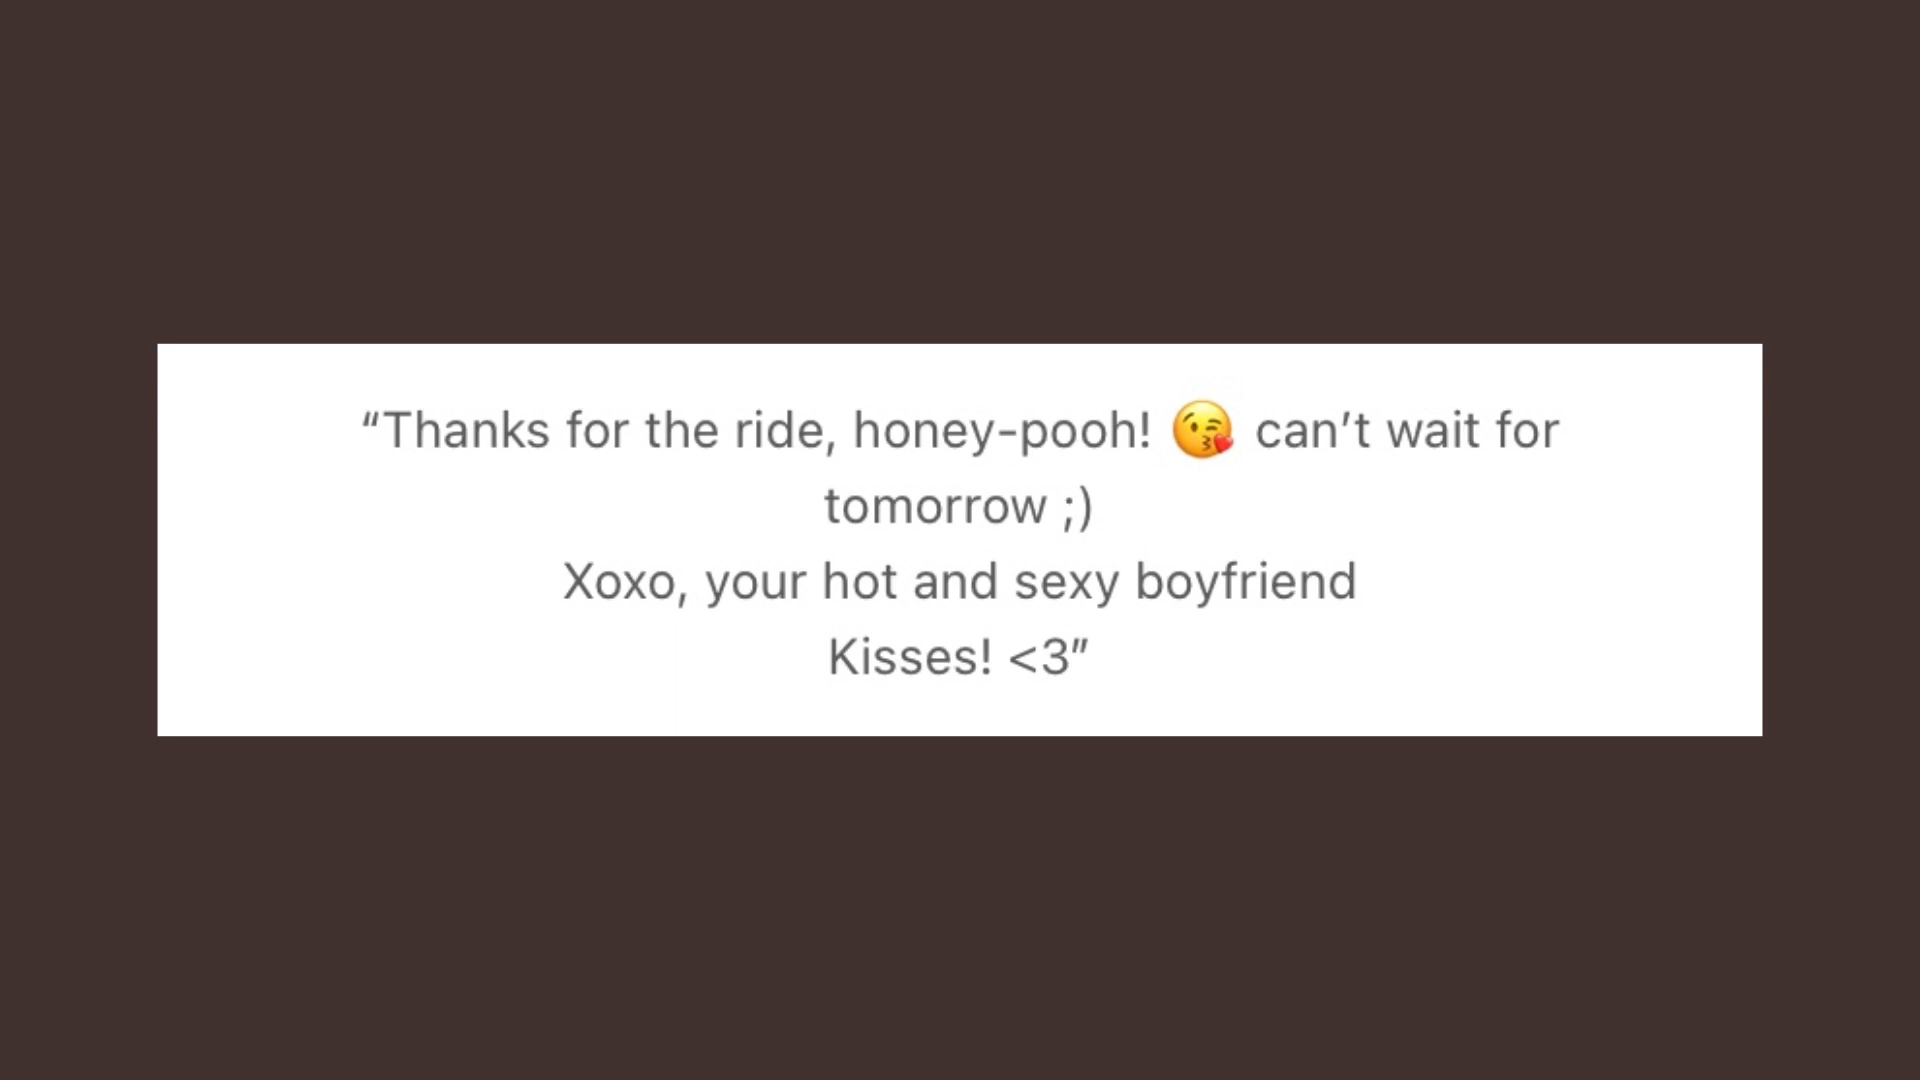 “Thanks for the ride, honey-pooh! 😘 can’t wait for
tomorrow ;)
Xoxo, your hot and sexy boyfriend
Kisses! <3”